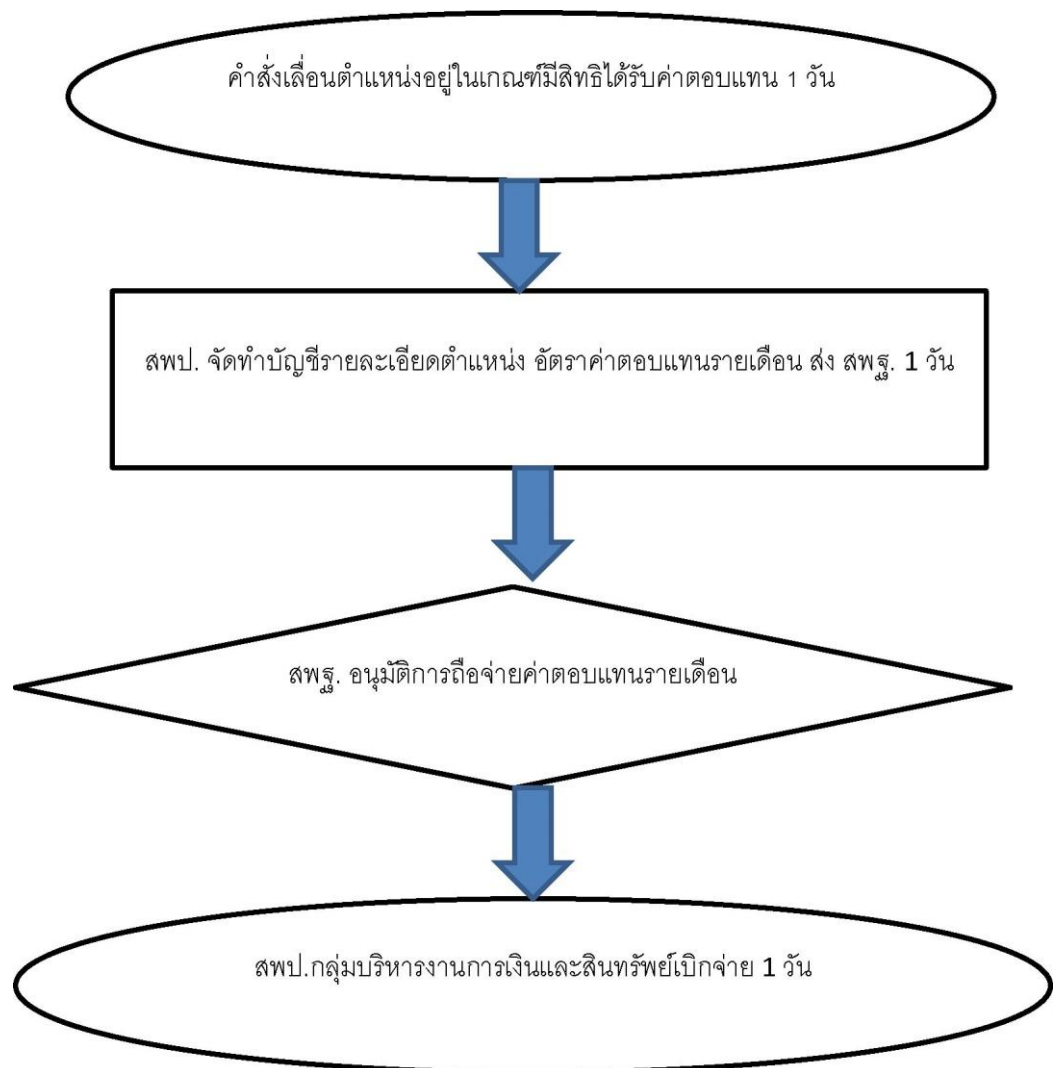 คำสั่งเลื่อนตำแหน่งอยู่ในเกณฑ์มีสิทธิได้รับค่าตอบแทน 1 วัน
สพป. จัดทำบัญชีรายละเอียดตำแหน่ง อัตราค่าตอบแทนรายเดือน ส่ง สพฐ. 1 วัน
สพฐ. อนุมัติการถือจ่ายค่าตอบแทนรายเดือน
สพป.กลุ่มบริหารงานการเงินและสินทรัพย์เบิกจ่าย 1 วัน